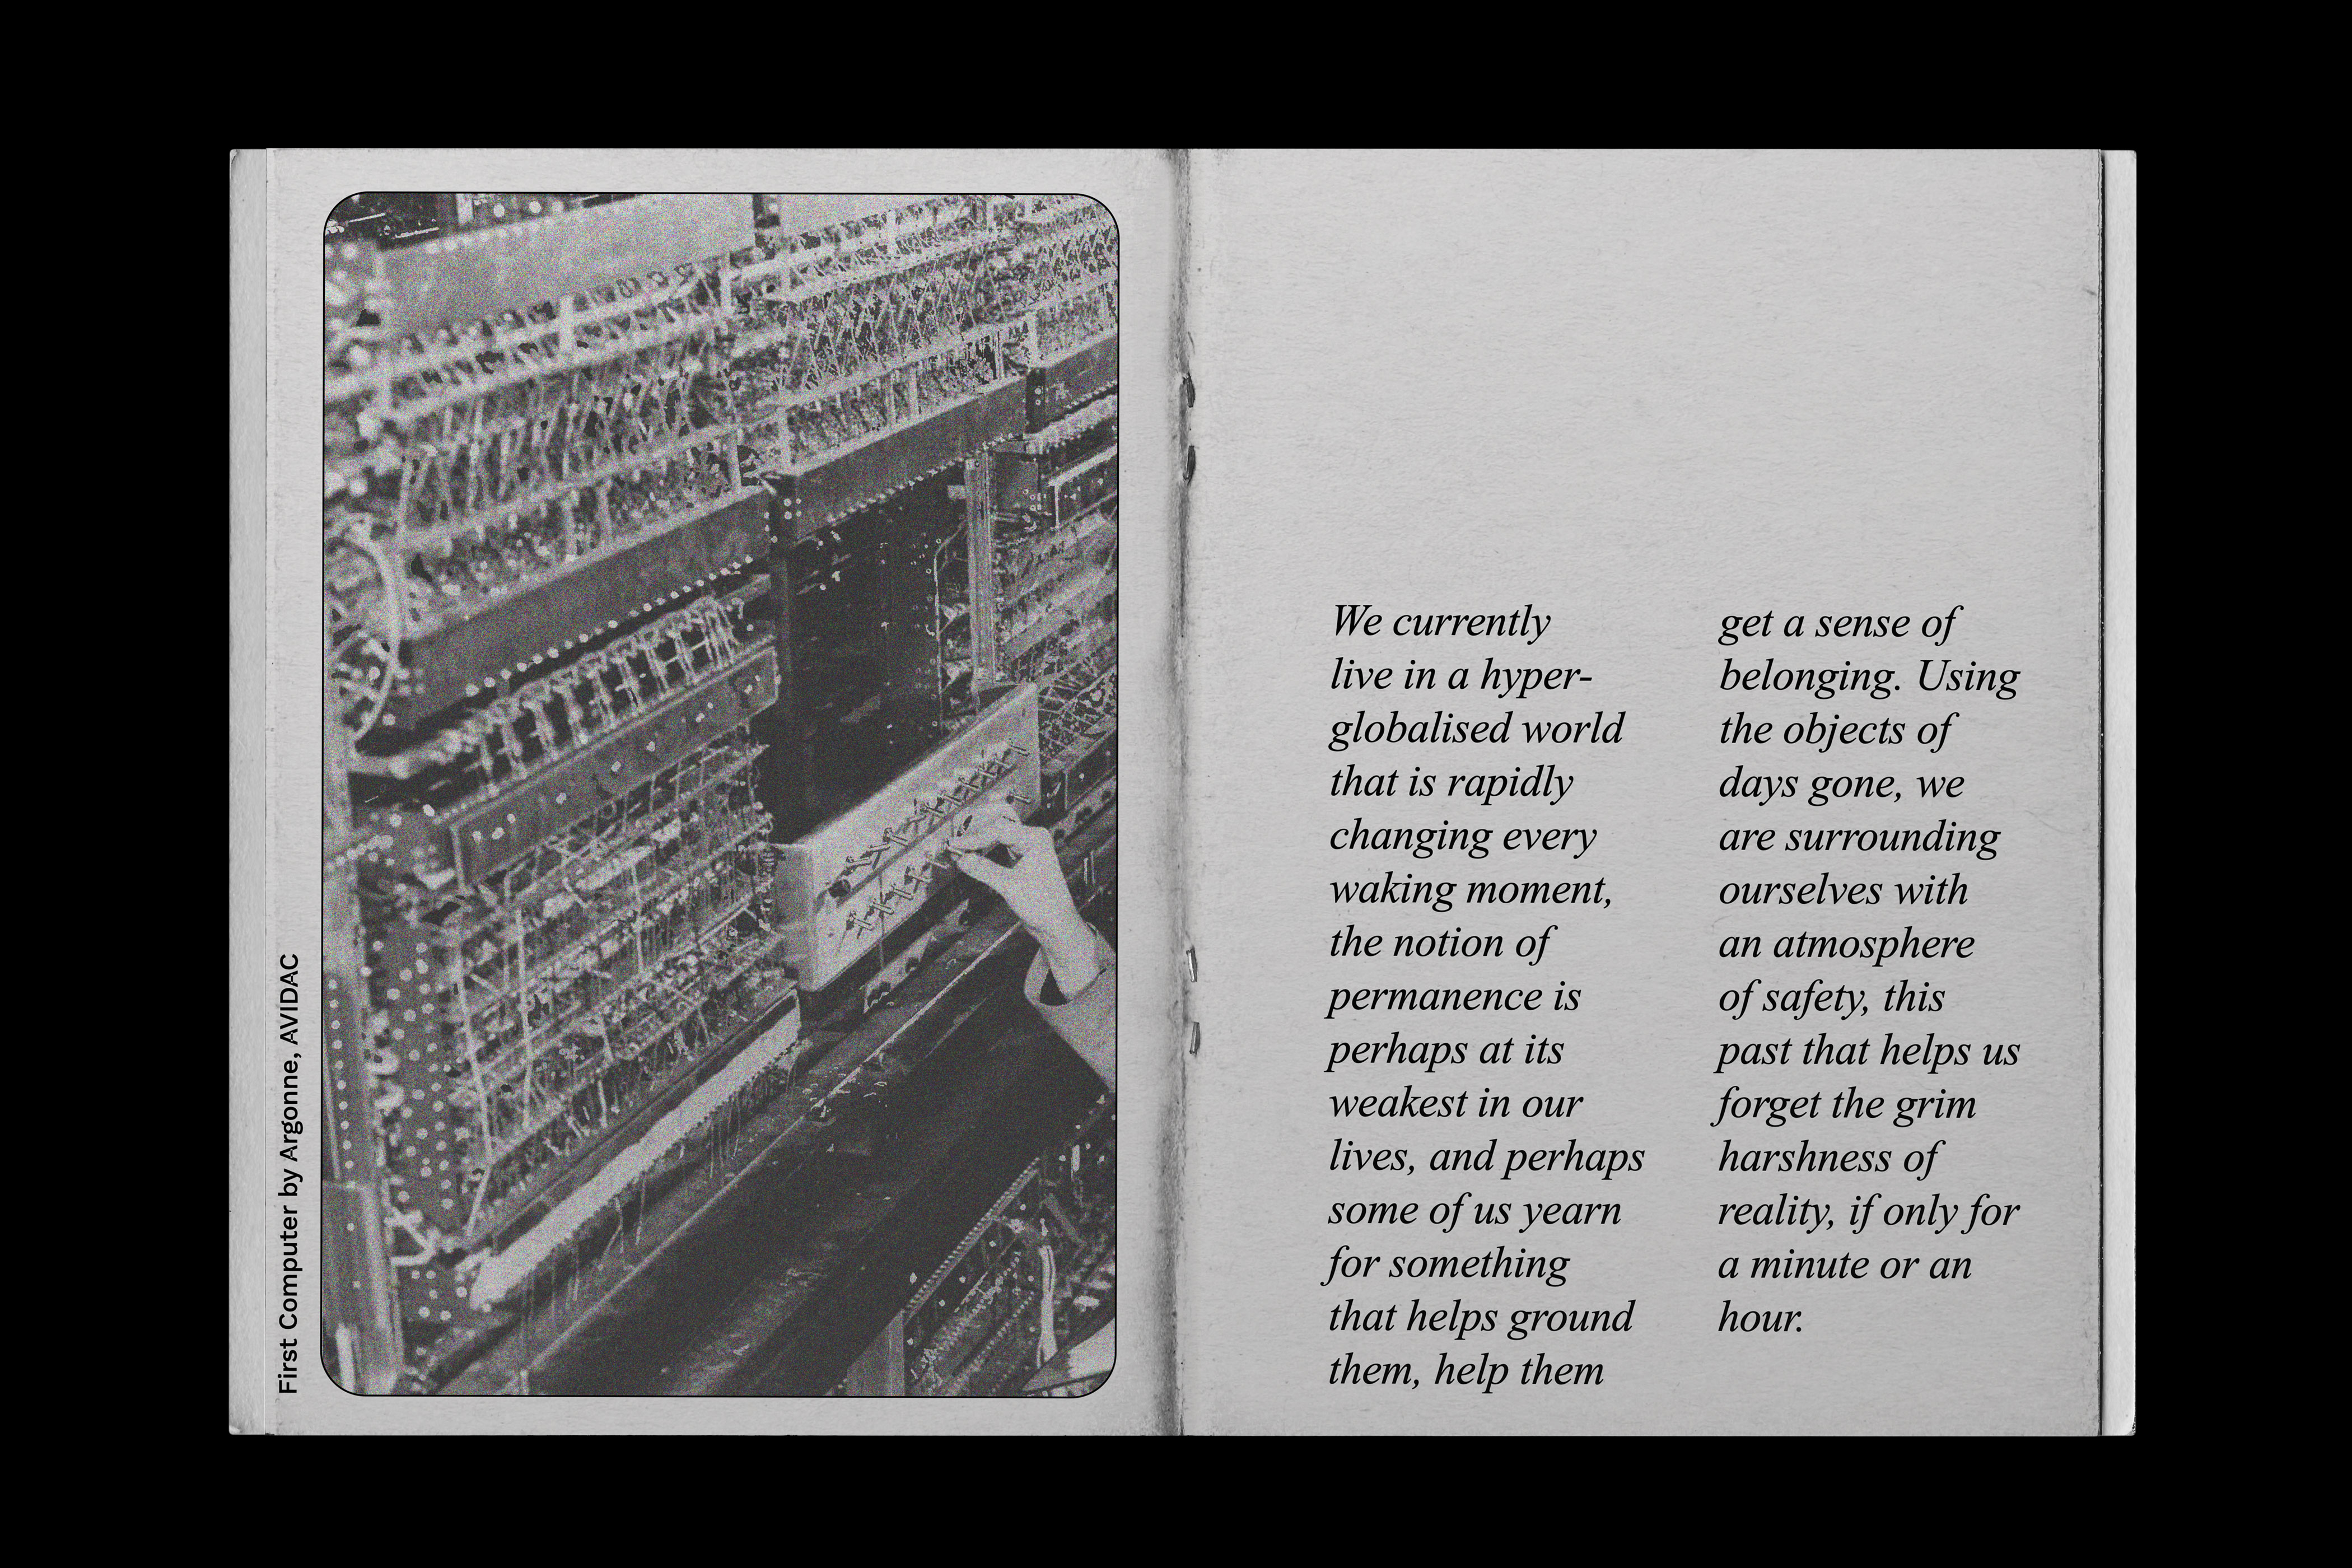 First Computer by Argonne, AVIDAC
We currently
live in a hyper-
globalised world
that is rapidly
changing every
waking moment,
the notion of
permanence is
perhaps at its
weakest in our
lives, and perhaps
some of us yearn
for something
that helps ground
them, help them
get a sense of
belonging. Using
the objects of
days gone, we
are surrounding
ourselves with
an atmosphere
of safety, this
past that helps us
forget the grim
harshness of
reality, if only for
a minute or an
hour.